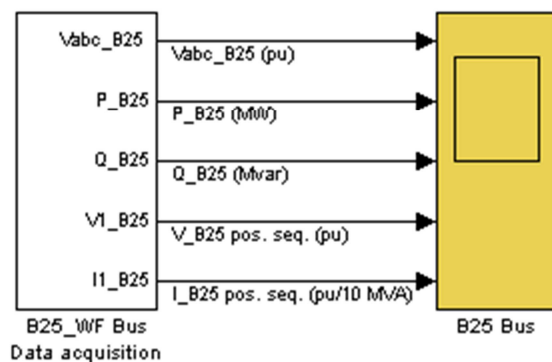 Vabc_B25
Vabc_B25 (pu)
P_B25
P_B25 (MW)
Q_B25
Q_B25 (Mvar)
V1_B25
V_B25 pos. seq. (pu)
I1_B25
I_B25 pos. seq. (pu/10 MVA)
B25_WF Bus
Data acquisition
B25 Bus